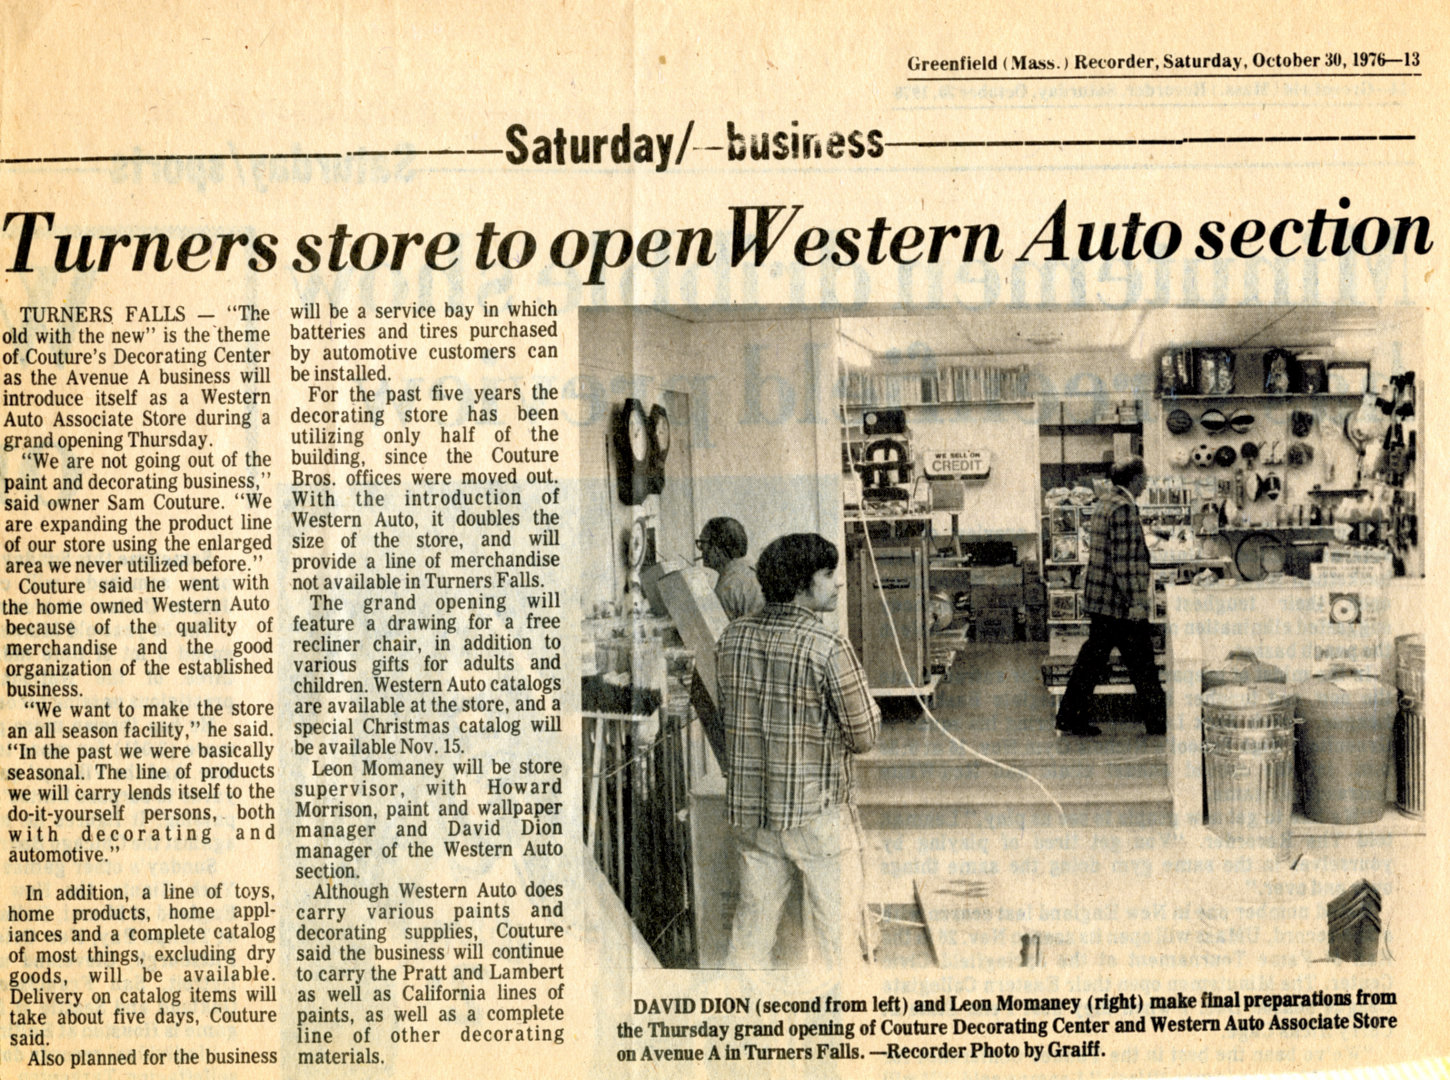 Greenfield (Mass.) Recorder, Saturday, October 30, 1976—13
Saturday/ business
Turners store to open Western Auto section
TURNERS FALLS — “The
old with the new” is the theme
of Couture’s Decorating Center
as the Avenue A business will
introduce itself as a Western
Auto Associate Store during a
grand opening Thursday.
“We are not going out of the
paint and decorating business,”
said owner Sam Couture. “We
are expanding the product line
of our store using the enlarged
area we never utilized before.”
Couture said he went with
the home owned Western Auto
because of the quality of
merchandise and the good
organization of the established
business.
“We want to make the store
an all season facility,” he said.
“In the past we were basically
seasonal. The line of products
we will carry lends itself to the
do-it-yourself persons, both
with decorating and
automotive.”
In addition, a line of toys,
home products, home appl-
iances and a complete catalog
of most things, excluding dry
goods, will be available.
Delivery on catalog items will
take about five days, Couture
said.
Also planned for the business
will be a service bay in which
batteries and tires purchased
by automotive customers can
be installed.
For the past five years the
decorating store has been
utilizing only half of the
building, since the Couture
Bros. offices were moved out.
With the introduction of
Western Auto, it doubles the
size of the store, and will
provide a line of merchandise
not available in Turners Falls.
The grand opening will
feature a drawing for a free
recliner chair, in addition to
various gifts for adults and
children. Western Auto catalogs
are available at the store, and a
special Christmas catalog will
be available Nov. 15.
Leon Momaney will be store
supervisor, with Howard
Morrison, paint and wallpaper
manager and David Dion
manager of the Western Auto
section.
Although Western Auto does
carry various paints and
decorating supplies, Couture
said the business will continue
to carry the Pratt and Lambert
as well as California lines of
paints, as well as a complete
line of other decorating
materials.
WE SELL ON
CREDIT
DAVID DION (second from left) and Leon Momaney (right) make final preparations from
the Thursday grand opening of Couture Decorating Center and Western Auto Associate Store
on Avenue A in Turners Falls. —Recorder Photo by Graiff.